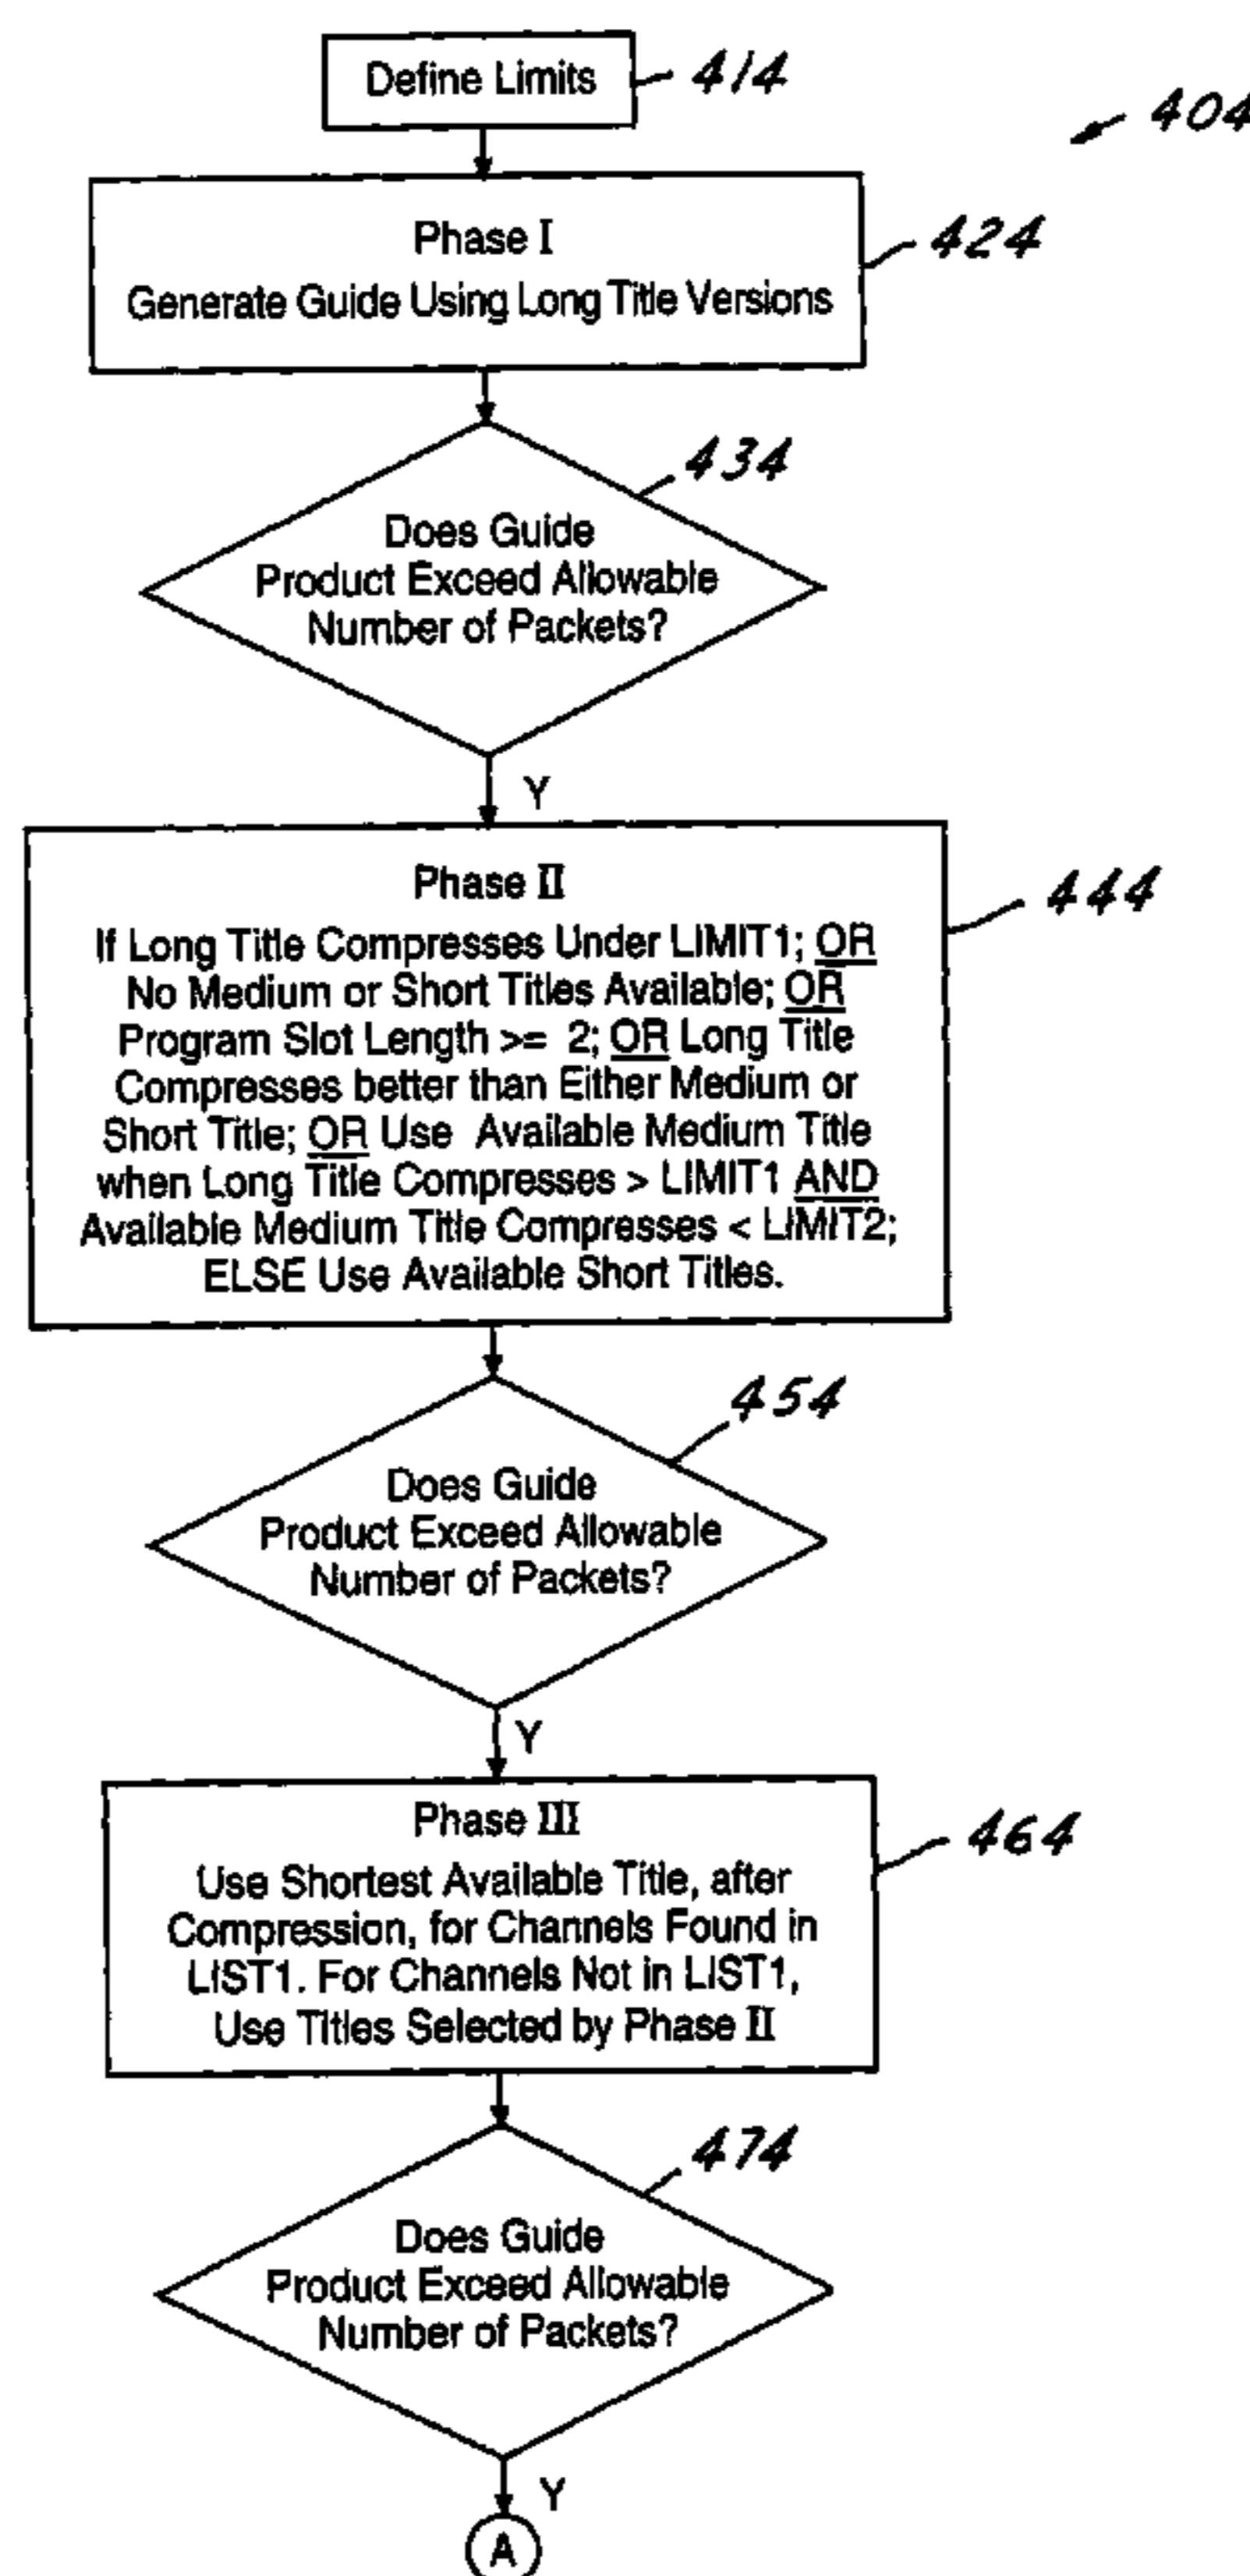 Define Limits
414
404
Phase I
Generate Guide Using Long Title Versions
424
434
Does Guide
Product Exceed Allowable
Number of Packets?
Y
Phase II
If Long Title Compresses Under LIMIT1; OR
No Medium or Short Titles Available; OR
Program Slot Length >= 2; OR Long Title
Compresses better than Either Medium or
Short Title; OR Use Available Medium Title
when Long Title Compresses > LIMIT1 AND
Available Medium Title Compresses < LIMIT2;
ELSE Use Available Short Titles.
444
454
Does Guide
Product Exceed Allowable
Number of Packets?
Y
Phase III
Use Shortest Available Title, after
Compression, for Channels Found in
LIST1. For Channels Not in LIST1,
Use Titles Selected by Phase II
464
474
Does Guide
Product Exceed Allowable
Number of Packets?
Y
A